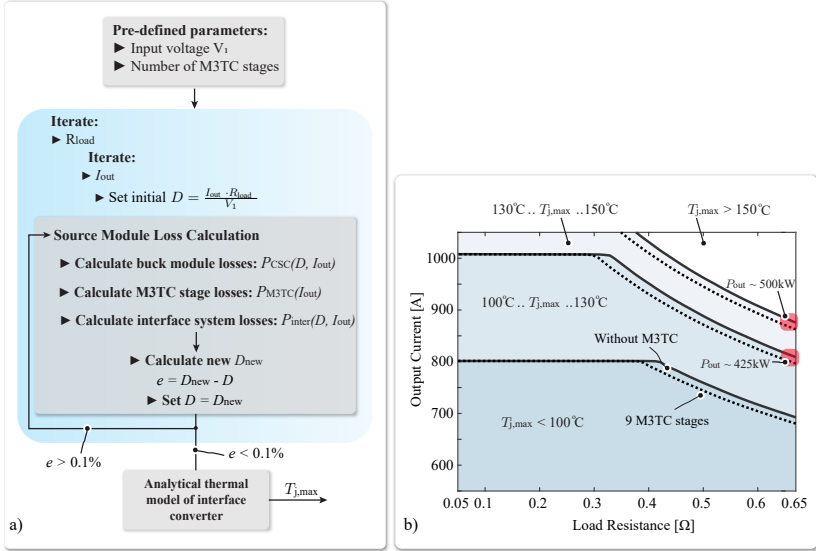 Pre-defined parameters:
► Input voltage V₁
► Number of M3TC stages
Iterate:
► Rload
Iterate:
► Iout
► Set initial D = Iout · Rload / V1
Source Module Loss Calculation
► Calculate buck module losses: PCSC(D, Iout)
► Calculate M3TC stage losses: PM3TC(Iout)
► Calculate interface system losses: Pinter(D, Iout)
► Calculate new Dnew
e = Dnew - D
► Set D = Dnew
e > 0.1%
e < 0.1%
Analytical thermal
model of interface
converter
Tj,max
a)
130℃ .. Tj,max ..150℃
Tj,max > 150℃
1000
900
800
700
600
Output Current [A]
Pout ~ 500kW
100℃ .. Tj,max ..130℃
Without M3TC
Pout ~ 425kW
Tj,max < 100℃
9 M3TC stages
0.05 0.1 0.2 0.3 0.4 0.5 0.6 0.65
Load Resistance [Ω]
b)